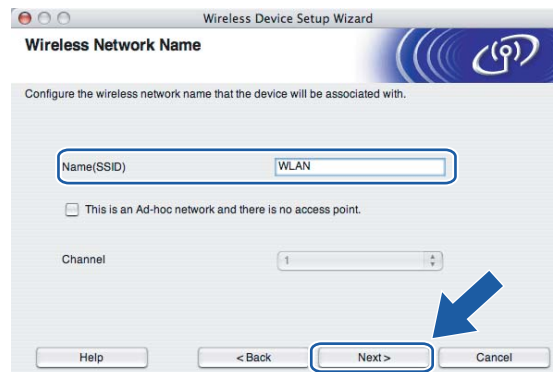 Wireless Device Setup Wizard
Wireless Network Name
Configure the wireless network name that the device will be associated with.
Name(SSID) WLAN
This is an Ad-hoc network and there is no access point.
Channel 1
Help < Back Next > Cancel